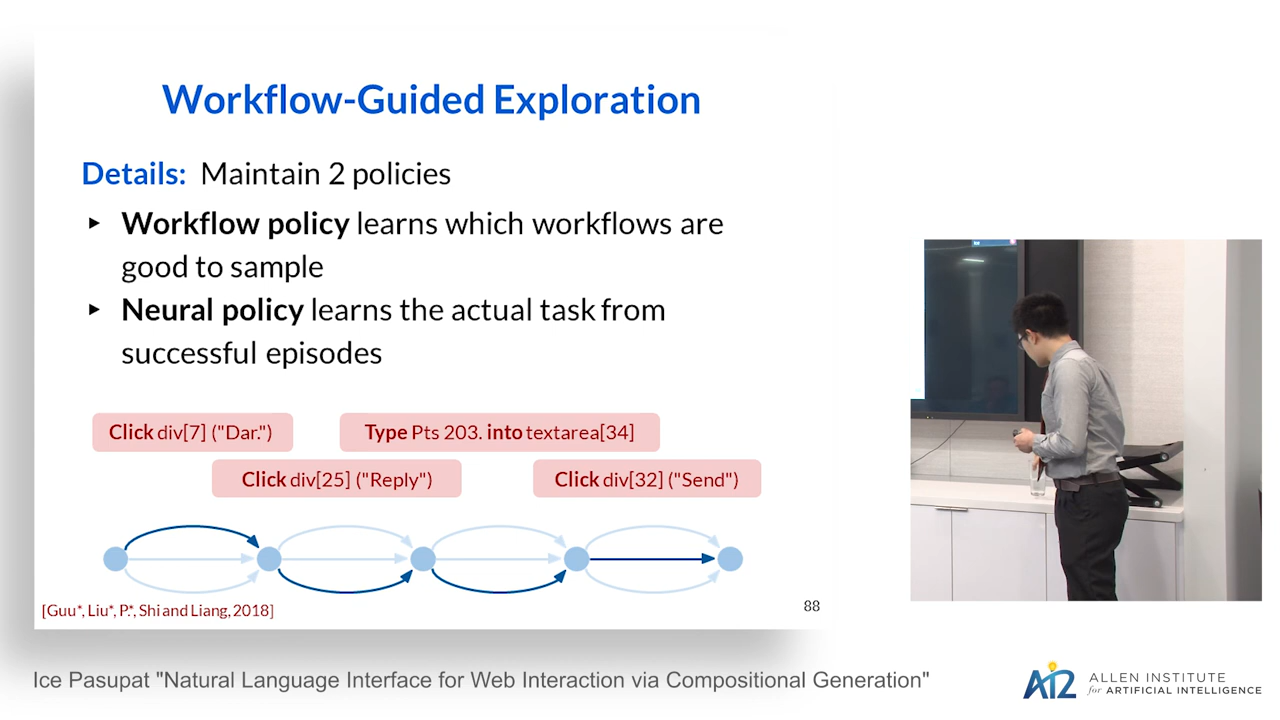 Workflow-Guided Exploration
Details: Maintain 2 policies
Workflow policy learns which workflows are
good to sample
Neural policy learns the actual task from
successful episodes
Click div[7] ("Dar.")
Type Pts 203. into textarea[34]
Click div[25] ("Reply")
Click div[32] ("Send")
[Guu*, Liu*, P.*, Shi and Liang, 2018]
88
Ice Pasupat "Natural Language Interface for Web Interaction via Compositional Generation"
AI2
ALLEN INSTITUTE
for ARTIFICIAL INTELLIGENCE